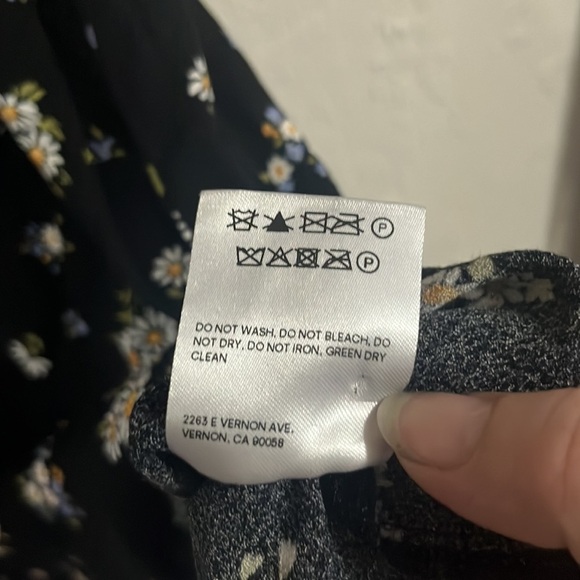 P
P
DO NOT WASH, DO NOT BLEACH, DO
NOT DRY, DO NOT IRON, GREEN DRY
CLEAN
2263 E VERNON AVE,
VERNON, CA 90058